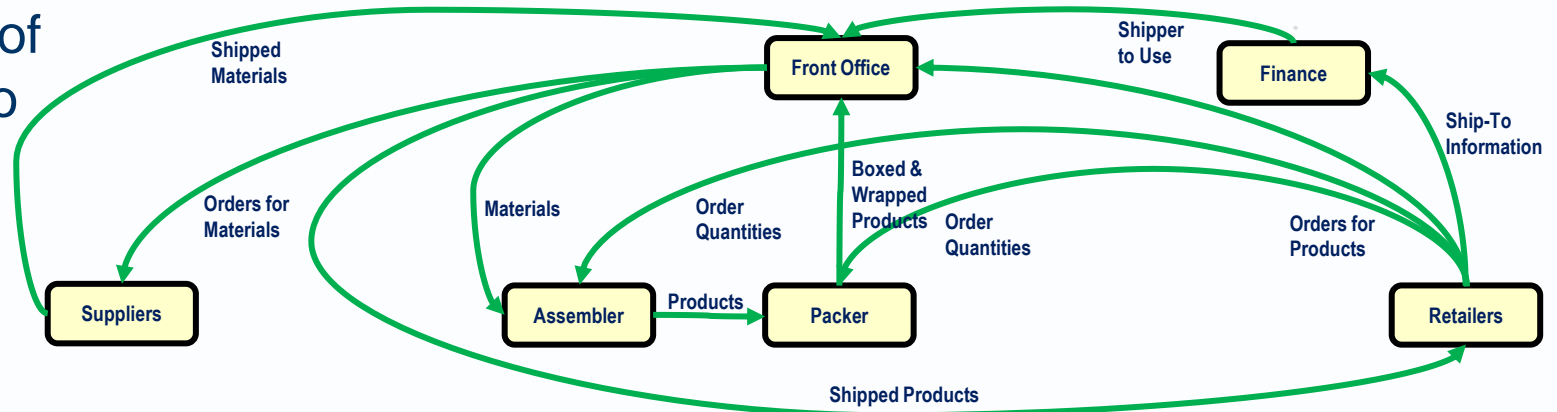 of
Shipped
Materials
Front Office
Shipper
to Use
Finance
Ship-To
Information
Orders for
Materials
Materials
Order
Quantities
Boxed &
Wrapped
Products
Order
Quantities
Orders for
Products
Suppliers
Assembler
Products
Packer
Retailers
Shipped Products